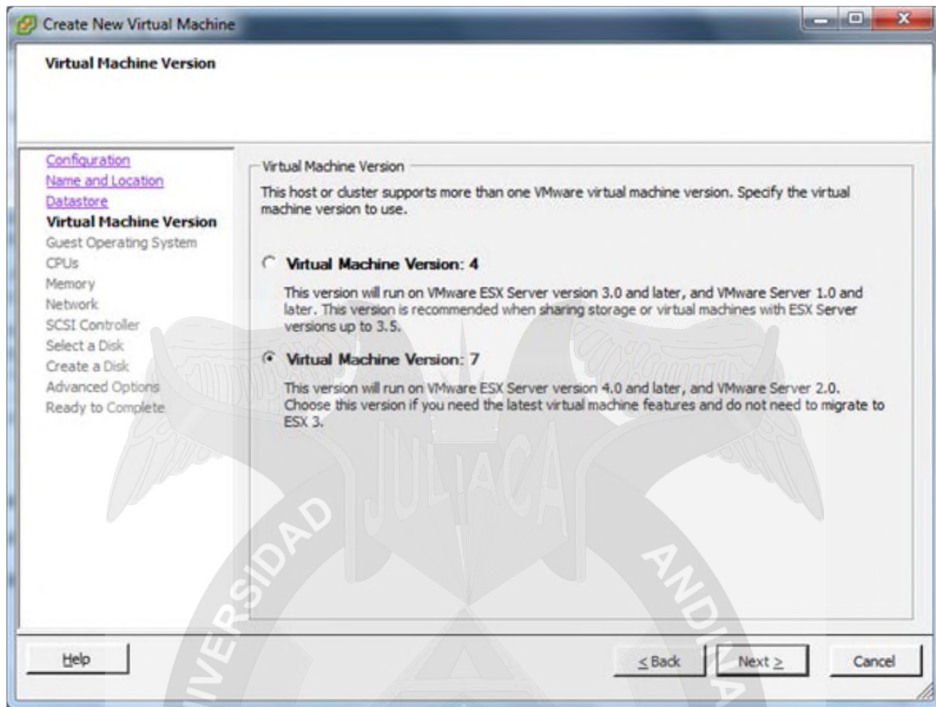 Create New Virtual Machine
Virtual Machine Version
Configuration
Name and Location
Datastore
Virtual Machine Version
Guest Operating System
CPUs
Memory
Network
SCSI Controller
Select a Disk
Create a Disk
Advanced Options
Ready to Complete
Virtual Machine Version
This host or cluster supports more than one VMware virtual machine version. Specify the virtual
machine version to use.
Virtual Machine Version: 4
This version will run on VMware ESX Server version 3.0 and later, and VMware Server 1.0 and
later. This version is recommended when sharing storage or virtual machines with ESX Server
versions up to 3.5.
Virtual Machine Version: 7
This version will run on VMware ESX Server version 4.0 and later, and VMware Server 2.0.
Choose this version if you need the latest virtual machine features and do not need to migrate to
ESX 3.
JULIACA
Help
≤ Back
Next ≥
Cancel